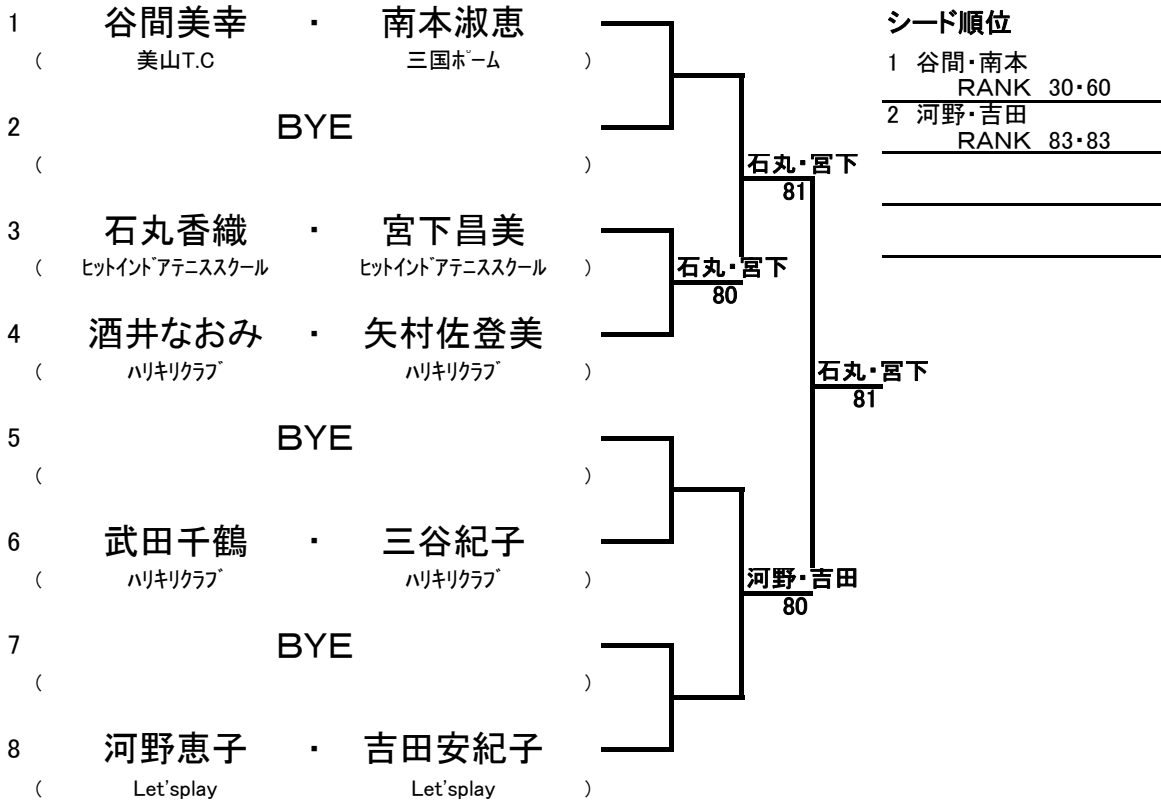 1 谷間美幸 ・ 南本淑恵
( 美山T.C 三国ﾎﾞｰﾑ )
2 BYE
( )
3 石丸香織 ・ 宮下昌美
( ﾋｯﾄｲﾝﾄﾞｱﾃﾆｽｽｸｰﾙ ﾋｯﾄｲﾝﾄﾞｱﾃﾆｽｽｸｰﾙ )
4 酒井なおみ ・ 矢村佐登美
( ﾊﾘｷﾘｸﾗﾌﾞ ﾊﾘｷﾘｸﾗﾌﾞ )
5 BYE
( )
6 武田千鶴 ・ 三谷紀子
( ﾊﾘｷﾘｸﾗﾌﾞ ﾊﾘｷﾘｸﾗﾌﾞ )
7 BYE
( )
8 河野恵子 ・ 吉田安紀子
( Let'splay Let'splay )
石丸・宮下
80
石丸・宮下
81
河野・吉田
80
石丸・宮下
81
シード順位
1 谷間・南本
RANK 30・60
2 河野・吉田
RANK 83・83